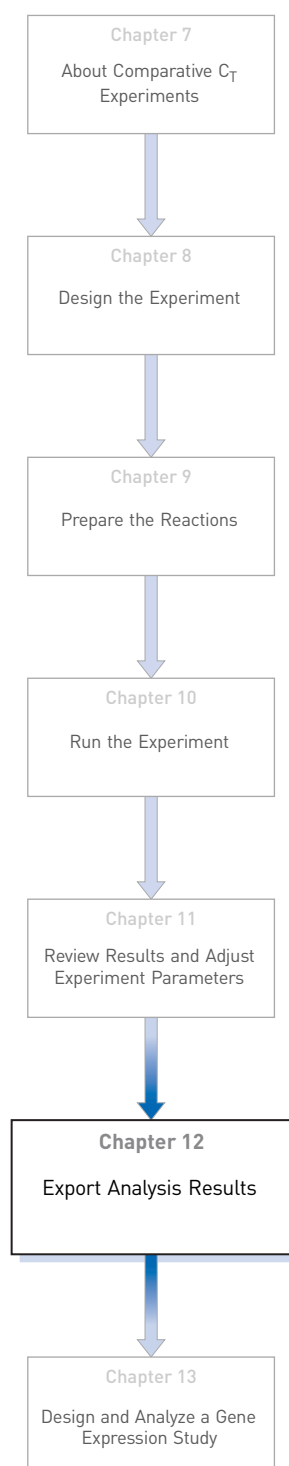 Chapter 7
About Comparative CT
Experiments
Chapter 8
Design the Experiment
Chapter 9
Prepare the Reactions
Chapter 10
Run the Experiment
Chapter 11
Review Results and Adjust
Experiment Parameters
Chapter 12
Export Analysis Results
Chapter 13
Design and Analyze a Gene
Expression Study